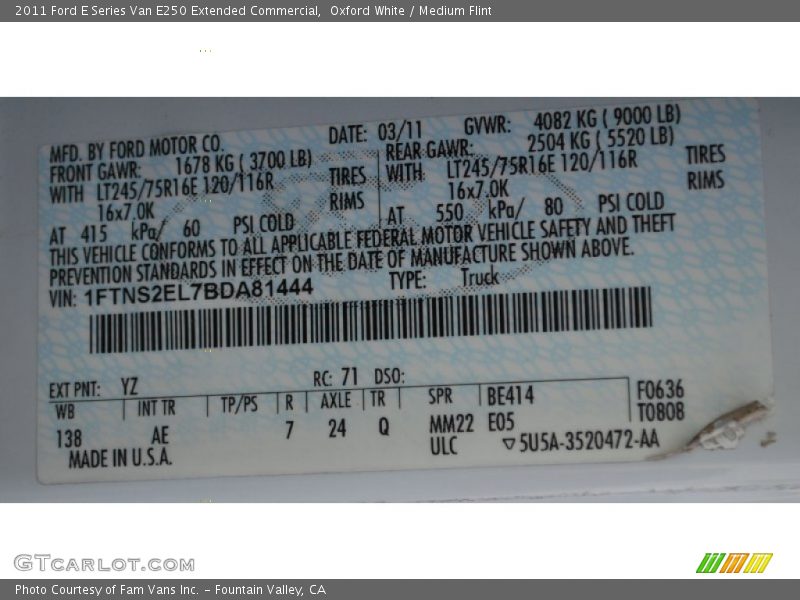 2011 Ford E Series Van E250 Extended Commercial, Oxford White / Medium Flint
MFD. BY FORD MOTOR CO. DATE: 03/11 GVWR: 4082 KG ( 9000 LB)
FRONT GAWR: 1678 KG ( 3700 LB) REAR GAWR: 2504 KG ( 5520 LB)
WITH LT245/75R16E 120/116R TIRES WITH LT245/75R16E 120/116R TIRES
16x7.0K RIMS 16x7.0K RIMS
AT 415 kPa/ 60 PSI COLD AT 550 kPa/ 80 PSI COLD
THIS VEHICLE CONFORMS TO ALL APPLICABLE FEDERAL MOTOR VEHICLE SAFETY AND THEFT
PREVENTION STANDARDS IN EFFECT ON THE DATE OF MANUFACTURE SHOWN ABOVE.
VIN: 1FTNS2EL7BDA81444 TYPE: Truck
EXT PNT: YZ RC: 71 DSO:
WB INT TR TP/PS R AXLE TR SPR BE414 F0636
138 AE 7 24 Q MM22 E05 T0808
MADE IN U.S.A. ULC ▽5U5A-3520472-AA
GTCARLOT.COM
Photo Courtesy of Fam Vans Inc. - Fountain Valley, CA